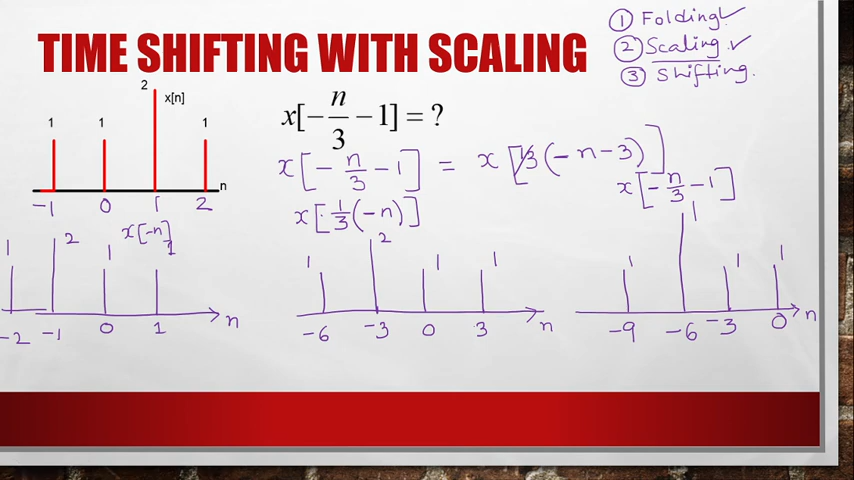 ① Folding✓
② Scaling ✓
③ Shifting.
TIME SHIFTING WITH SCALING
2
x[n]
1 1 1
n
-1 0 1 2
x[-n/3-1]=?
x[-n/3-1] = x[1/3(-n-3)]
x[1/3(-n)]
x[-n/3-1]
x[-n]
1 2 1 1
-2 -1 0 1 n
1 2 1 1
-6 -3 0 3 n
1 1 1 1
-9 -6 -3 0 n